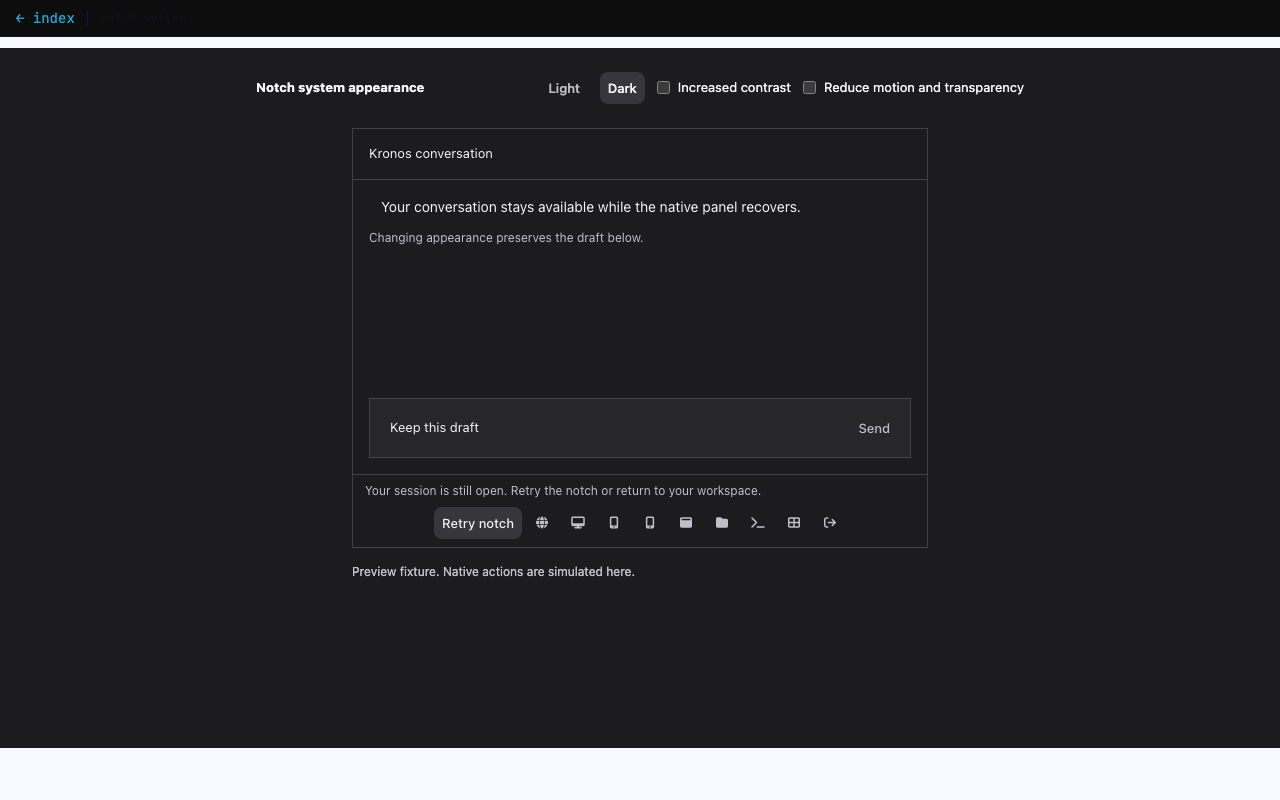 ← index
notch system
Notch system appearance
Light
Dark
Increased contrast
Reduce motion and transparency
Kronos conversation
Your conversation stays available while the native panel recovers.
Changing appearance preserves the draft below.
Keep this draft
Send
Your session is still open. Retry the notch or return to your workspace.
Retry notch
Preview fixture. Native actions are simulated here.